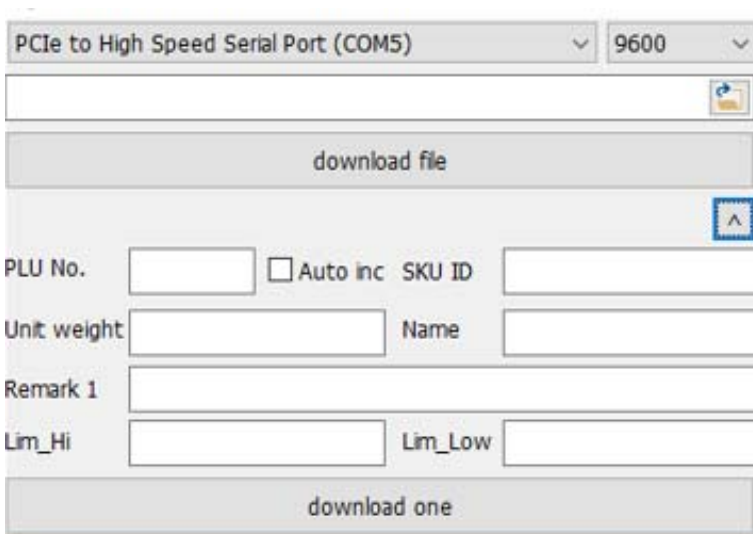 PCIe to High Speed Serial Port (COM5) 9600
download file
^
PLU No. Auto inc SKU ID
Unit weight Name
Remark 1
Lim_Hi Lim_Low
download one